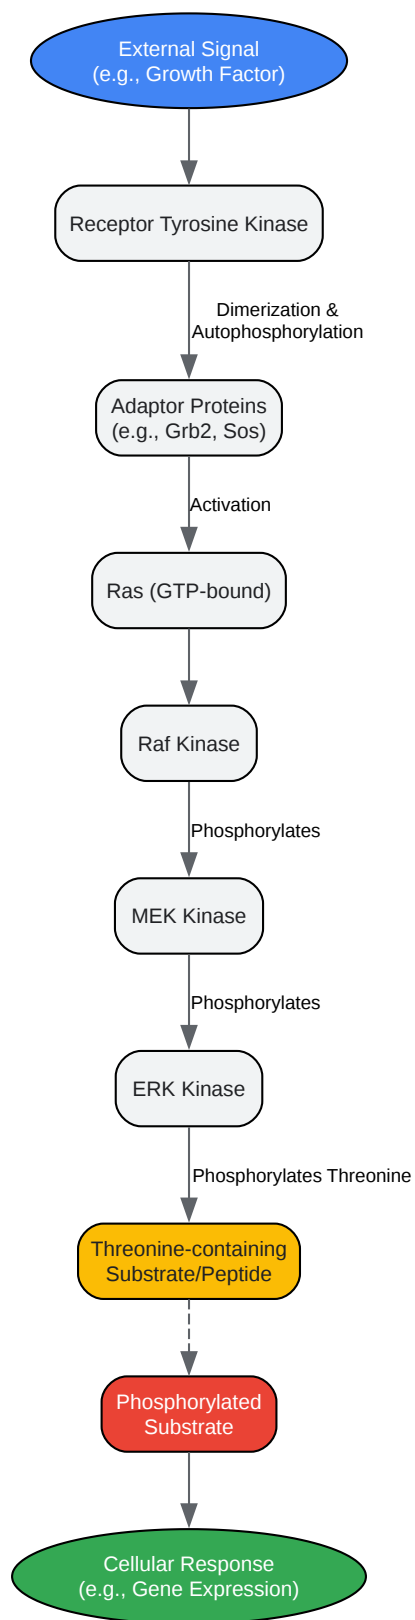 External Signal
(e.g., Growth Factor)
Receptor Tyrosine Kinase
Dimerization &
Autophosphorylation
Adaptor Proteins
(e.g., Grb2, Sos)
Activation
Ras (GTP-bound)
Raf Kinase
Phosphorylates
MEK Kinase
Phosphorylates
ERK Kinase
Phosphorylates Threonine
Threonine-containing
Substrate/Peptide
Phosphorylated
Substrate
Cellular Response
(e.g., Gene Expression)